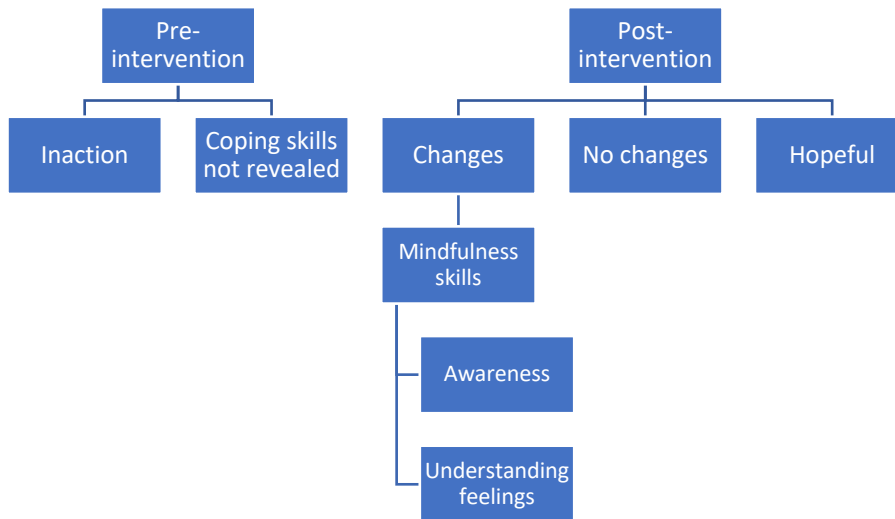 Pre-
intervention
Post-
intervention
Inaction
Coping skills
not revealed
Changes
No changes
Hopeful
Mindfulness
skills
Awareness
Understanding
feelings